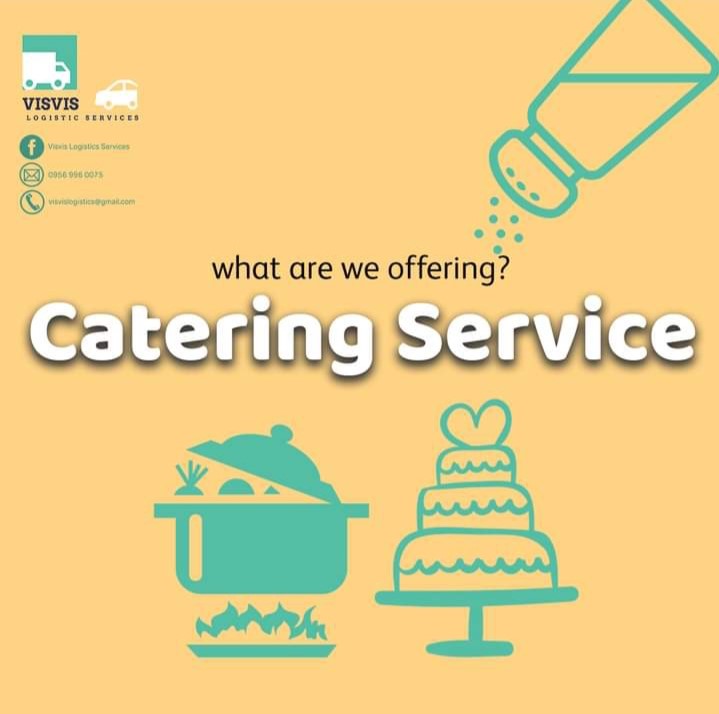 VISVIS
LOGISTIC SERVICES
Visvis Logistics Services
0956 996 0075
visvislogistics@gmail.com
what are we offering?
Catering Service